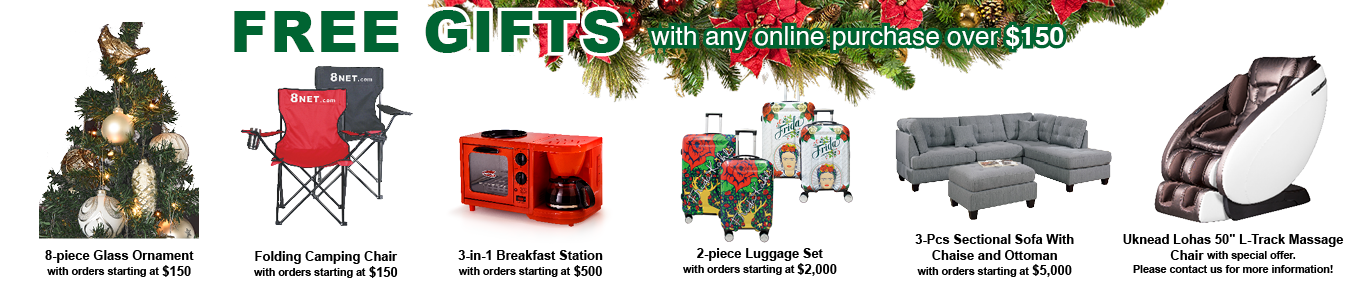 FREE GIFTS with any online purchase over $150
8NET.com
8NET.com
Frida
Frida
8-piece Glass Ornament
with orders starting at $150
Folding Camping Chair
with orders starting at $150
3-in-1 Breakfast Station
with orders starting at $500
2-piece Luggage Set
with orders starting at $2,000
3-Pcs Sectional Sofa With
Chaise and Ottoman
with orders starting at $5,000
Uknead Lohas 50" L-Track Massage
Chair with special offer.
Please contact us for more information!